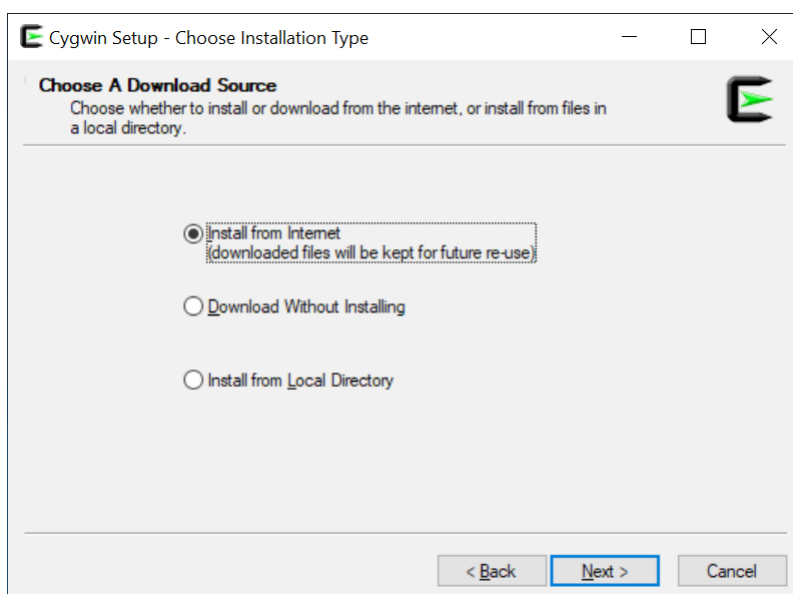 Cygwin Setup - Choose Installation Type
Choose A Download Source
Choose whether to install or download from the internet, or install from files in
a local directory.
Install from Internet
(downloaded files will be kept for future re-use)
Download Without Installing
Install from Local Directory
< Back Next > Cancel